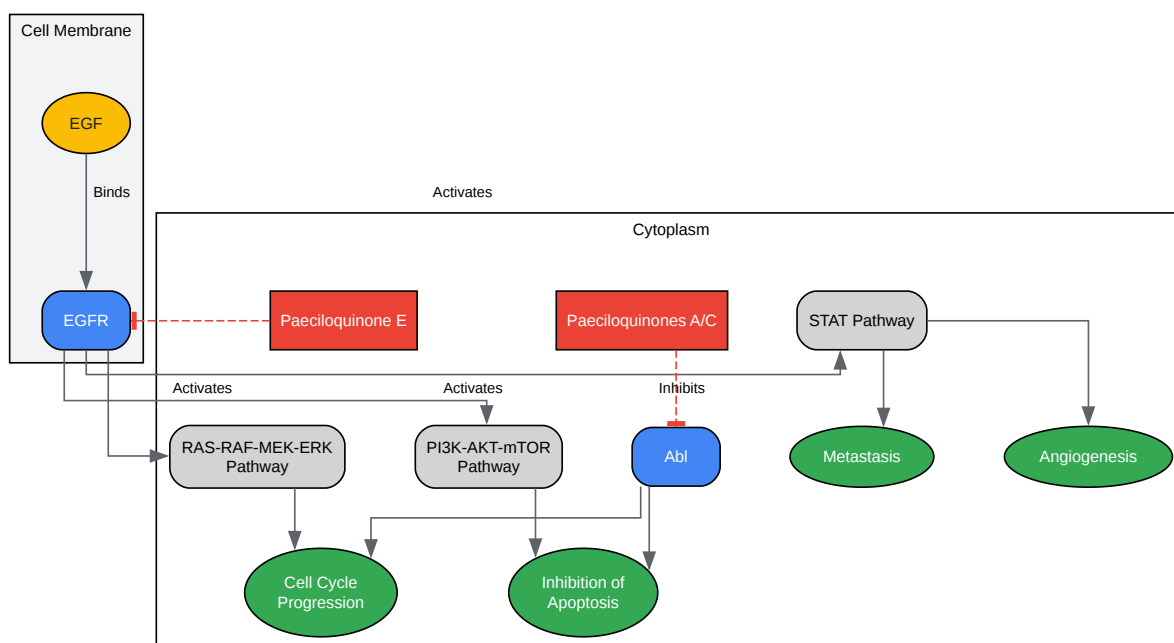 Cell Membrane
EGF
Binds
Activates
Cytoplasm
EGFR
Paeciloquinone E
Paeciloquinones A/C
STAT Pathway
Activates
Activates
Inhibits
RAS-RAF-MEK-ERK
Pathway
PI3K-AKT-mTOR
Pathway
Abl
Metastasis
Angiogenesis
Cell Cycle
Progression
Inhibition of
Apoptosis